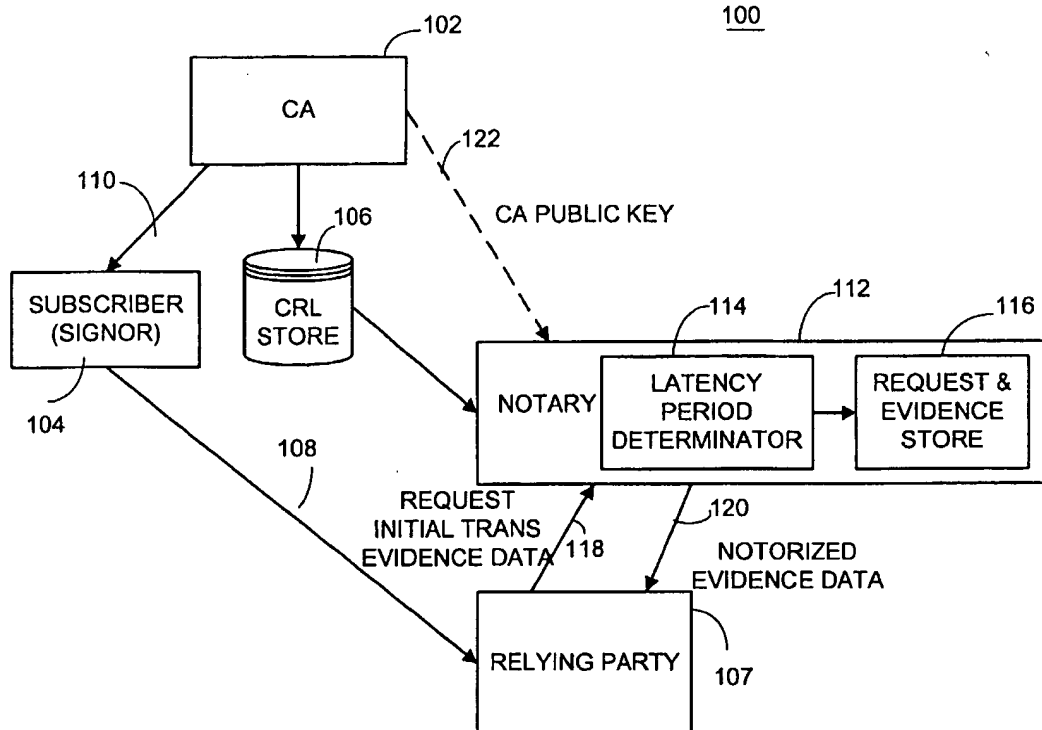 100
102
CA
122
110
106
CA PUBLIC KEY
SUBSCRIBER
(SIGNOR)
CRL
STORE
114
112
116
104
NOTARY
LATENCY
PERIOD
DETERMINATOR
REQUEST &
EVIDENCE
STORE
108
REQUEST
INITIAL TRANS
EVIDENCE DATA
118
120
NOTORIZED
EVIDENCE DATA
RELYING PARTY
107